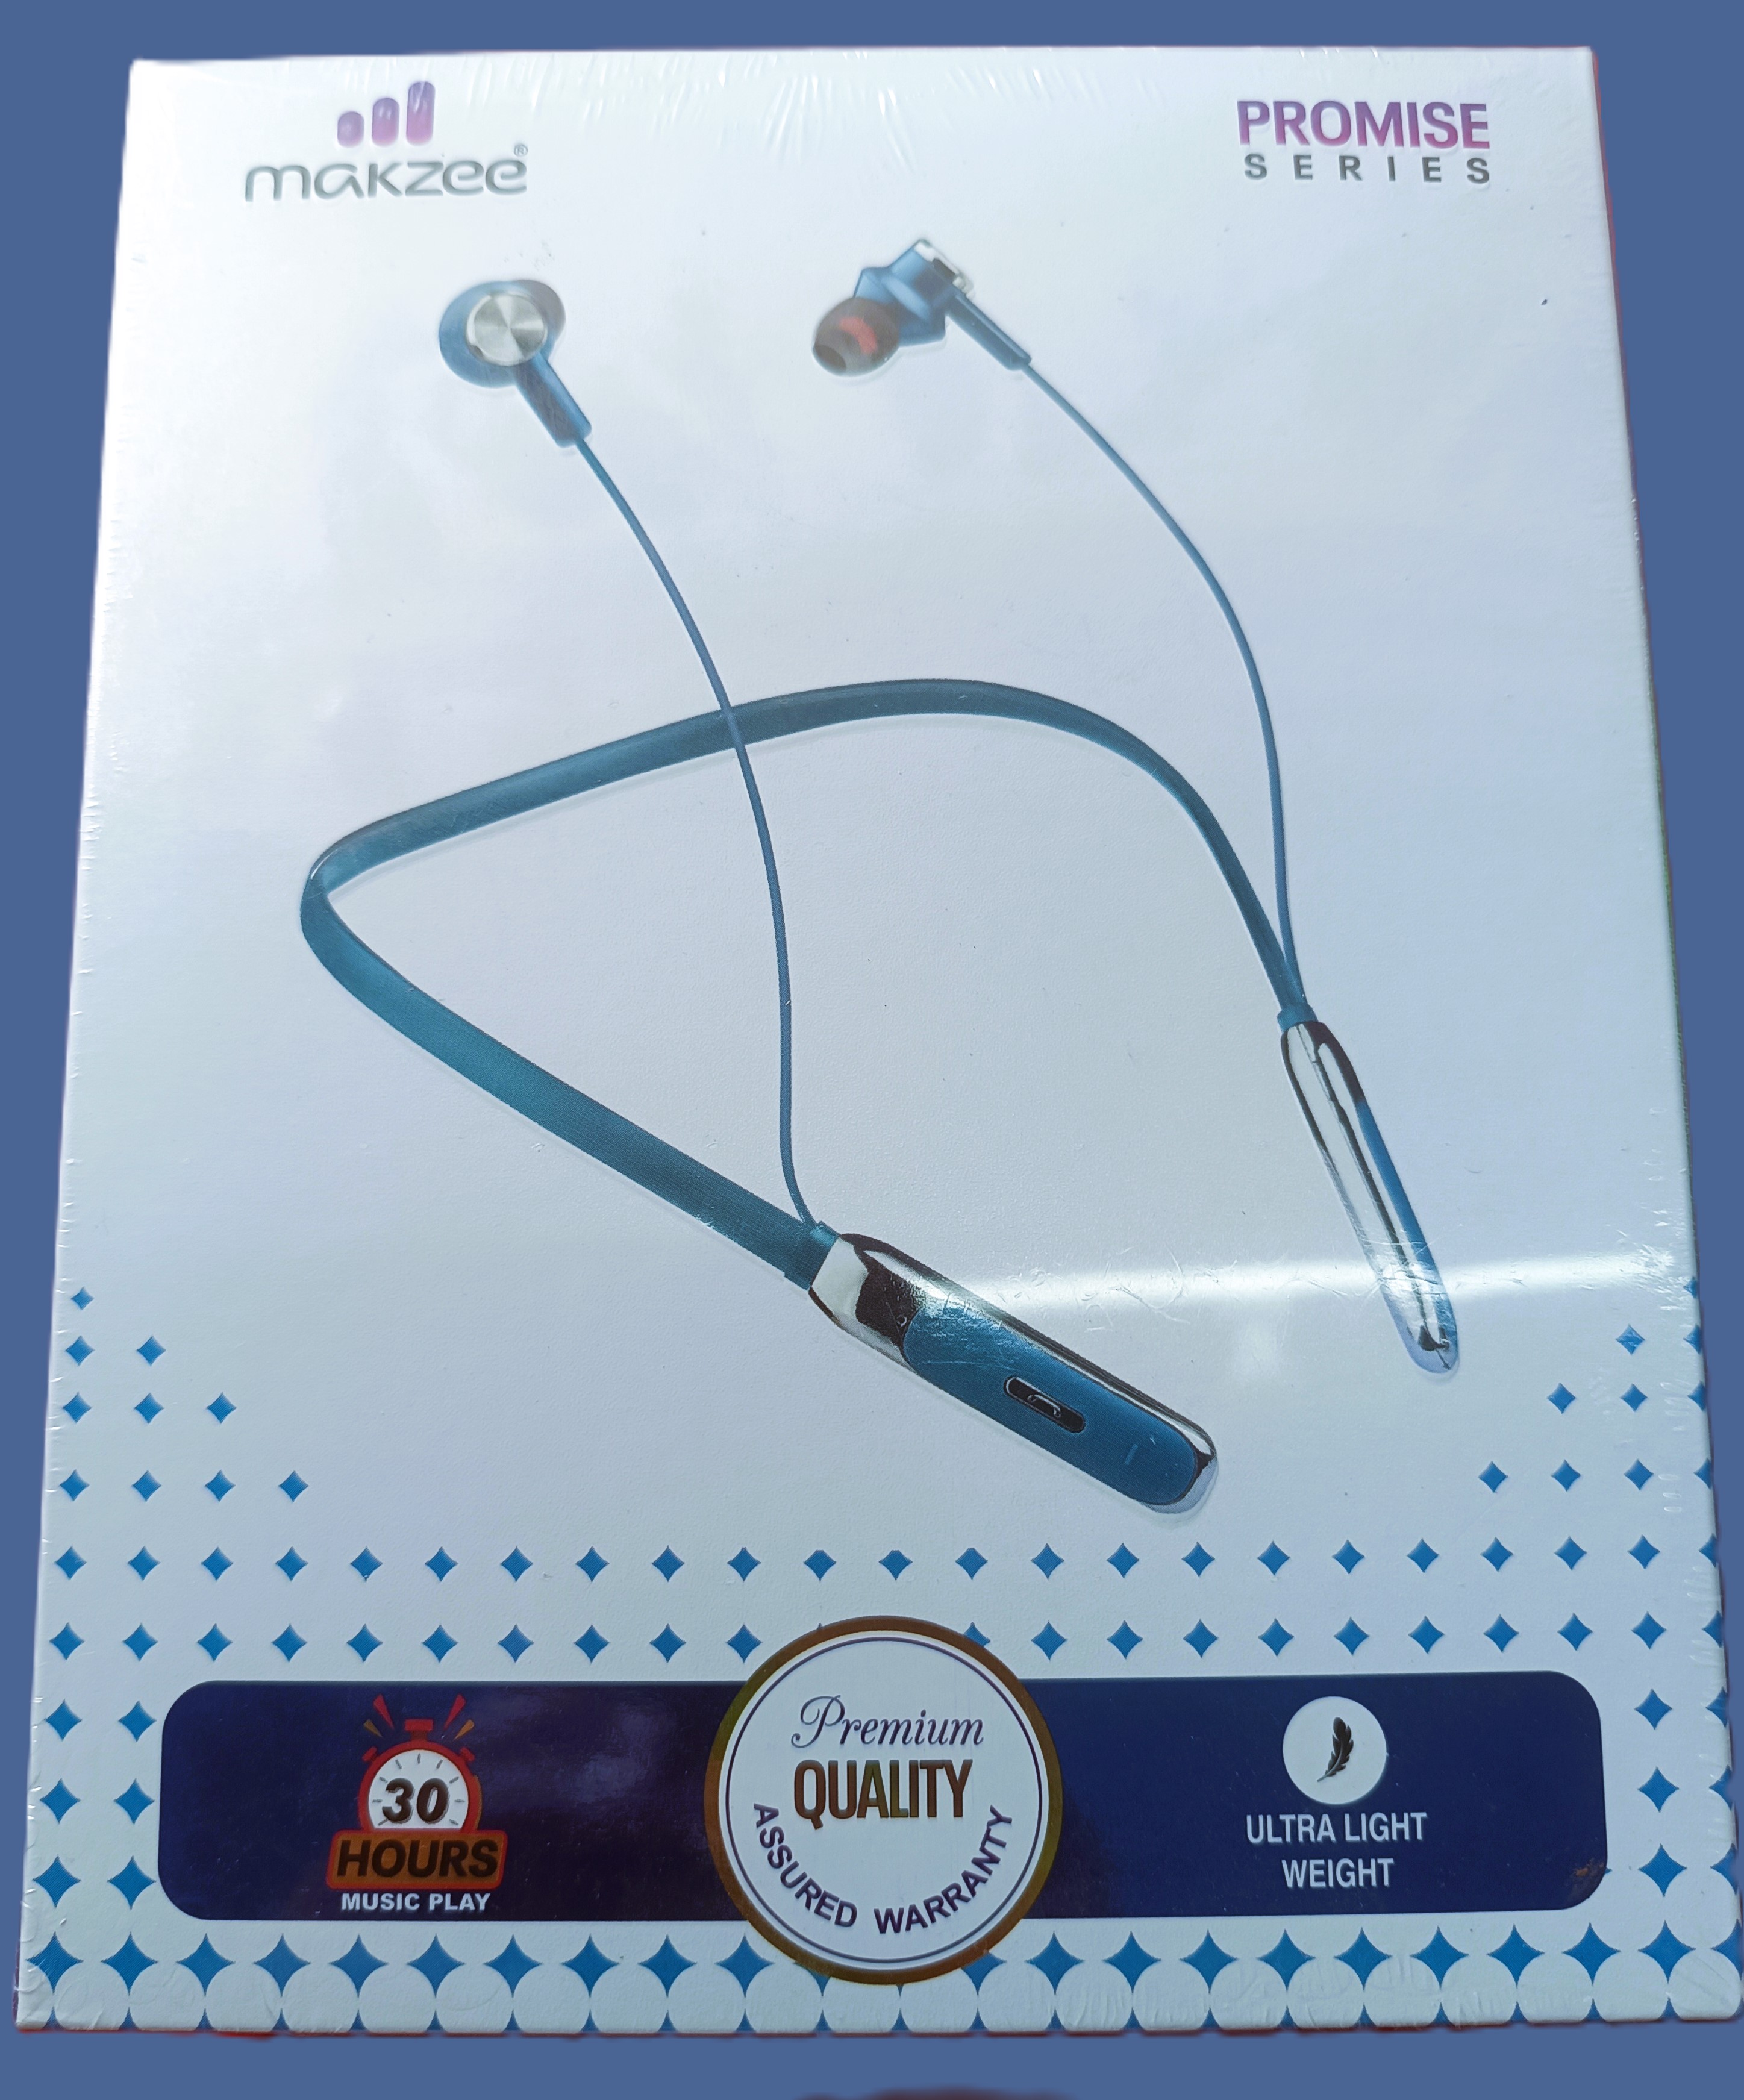 makzee®
PROMISE
SERIES
30
HOURS
MUSIC PLAY
Premium
QUALITY
ASSURED WARRANTY
ULTRA LIGHT
WEIGHT